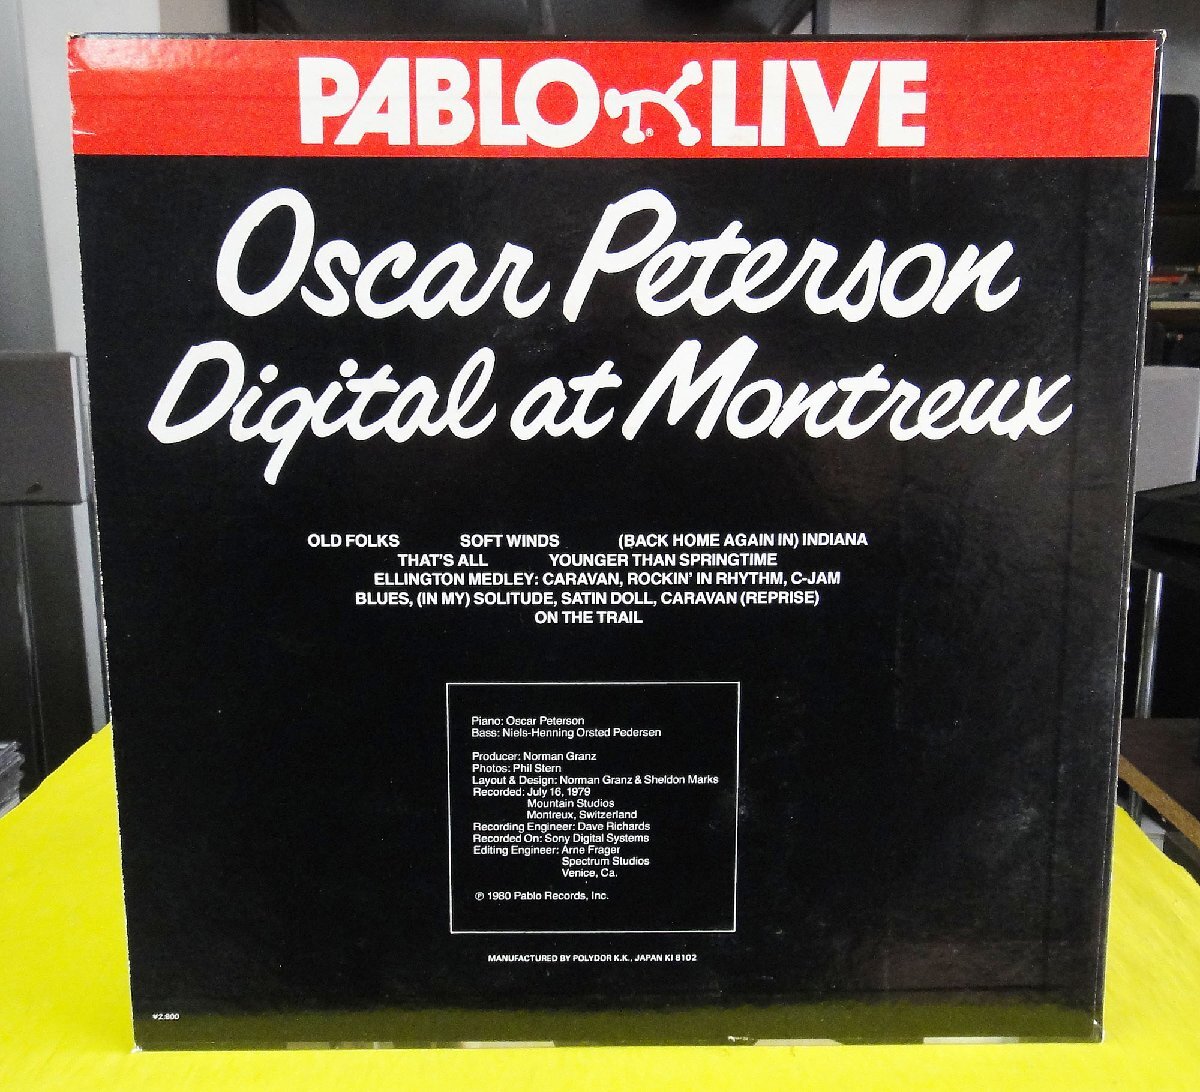 PABLO LIVE
Oscar Peterson
Digital at Montreux
OLD FOLKS SOFT WINDS (BACK HOME AGAIN IN) INDIANA
THAT'S ALL YOUNGER THAN SPRINGTIME
ELLINGTON MEDLEY: CARAVAN, ROCKIN' IN RHYTHM, C-JAM
BLUES, (IN MY) SOLITUDE, SATIN DOLL, CARAVAN (REPRISE)
ON THE TRAIL
Piano: Oscar Peterson
Bass: Niels-Henning Orsted Pedersen
Producer: Norman Granz
Photos: Phil Stern
Layout & Design: Norman Granz & Sheldon Marks
Recorded: July 16, 1979
Mountain Studios
Montreux, Switzerland
Recording Engineer: Dave Richards
Recorded On: Sony Digital Systems
Editing Engineer: Arne Frager
Spectrum Studios
Venice, Ca.
℗ 1980 Pablo Records, Inc.
MANUFACTURED BY POLYDOR K.K., JAPAN KI 8102
¥2,800